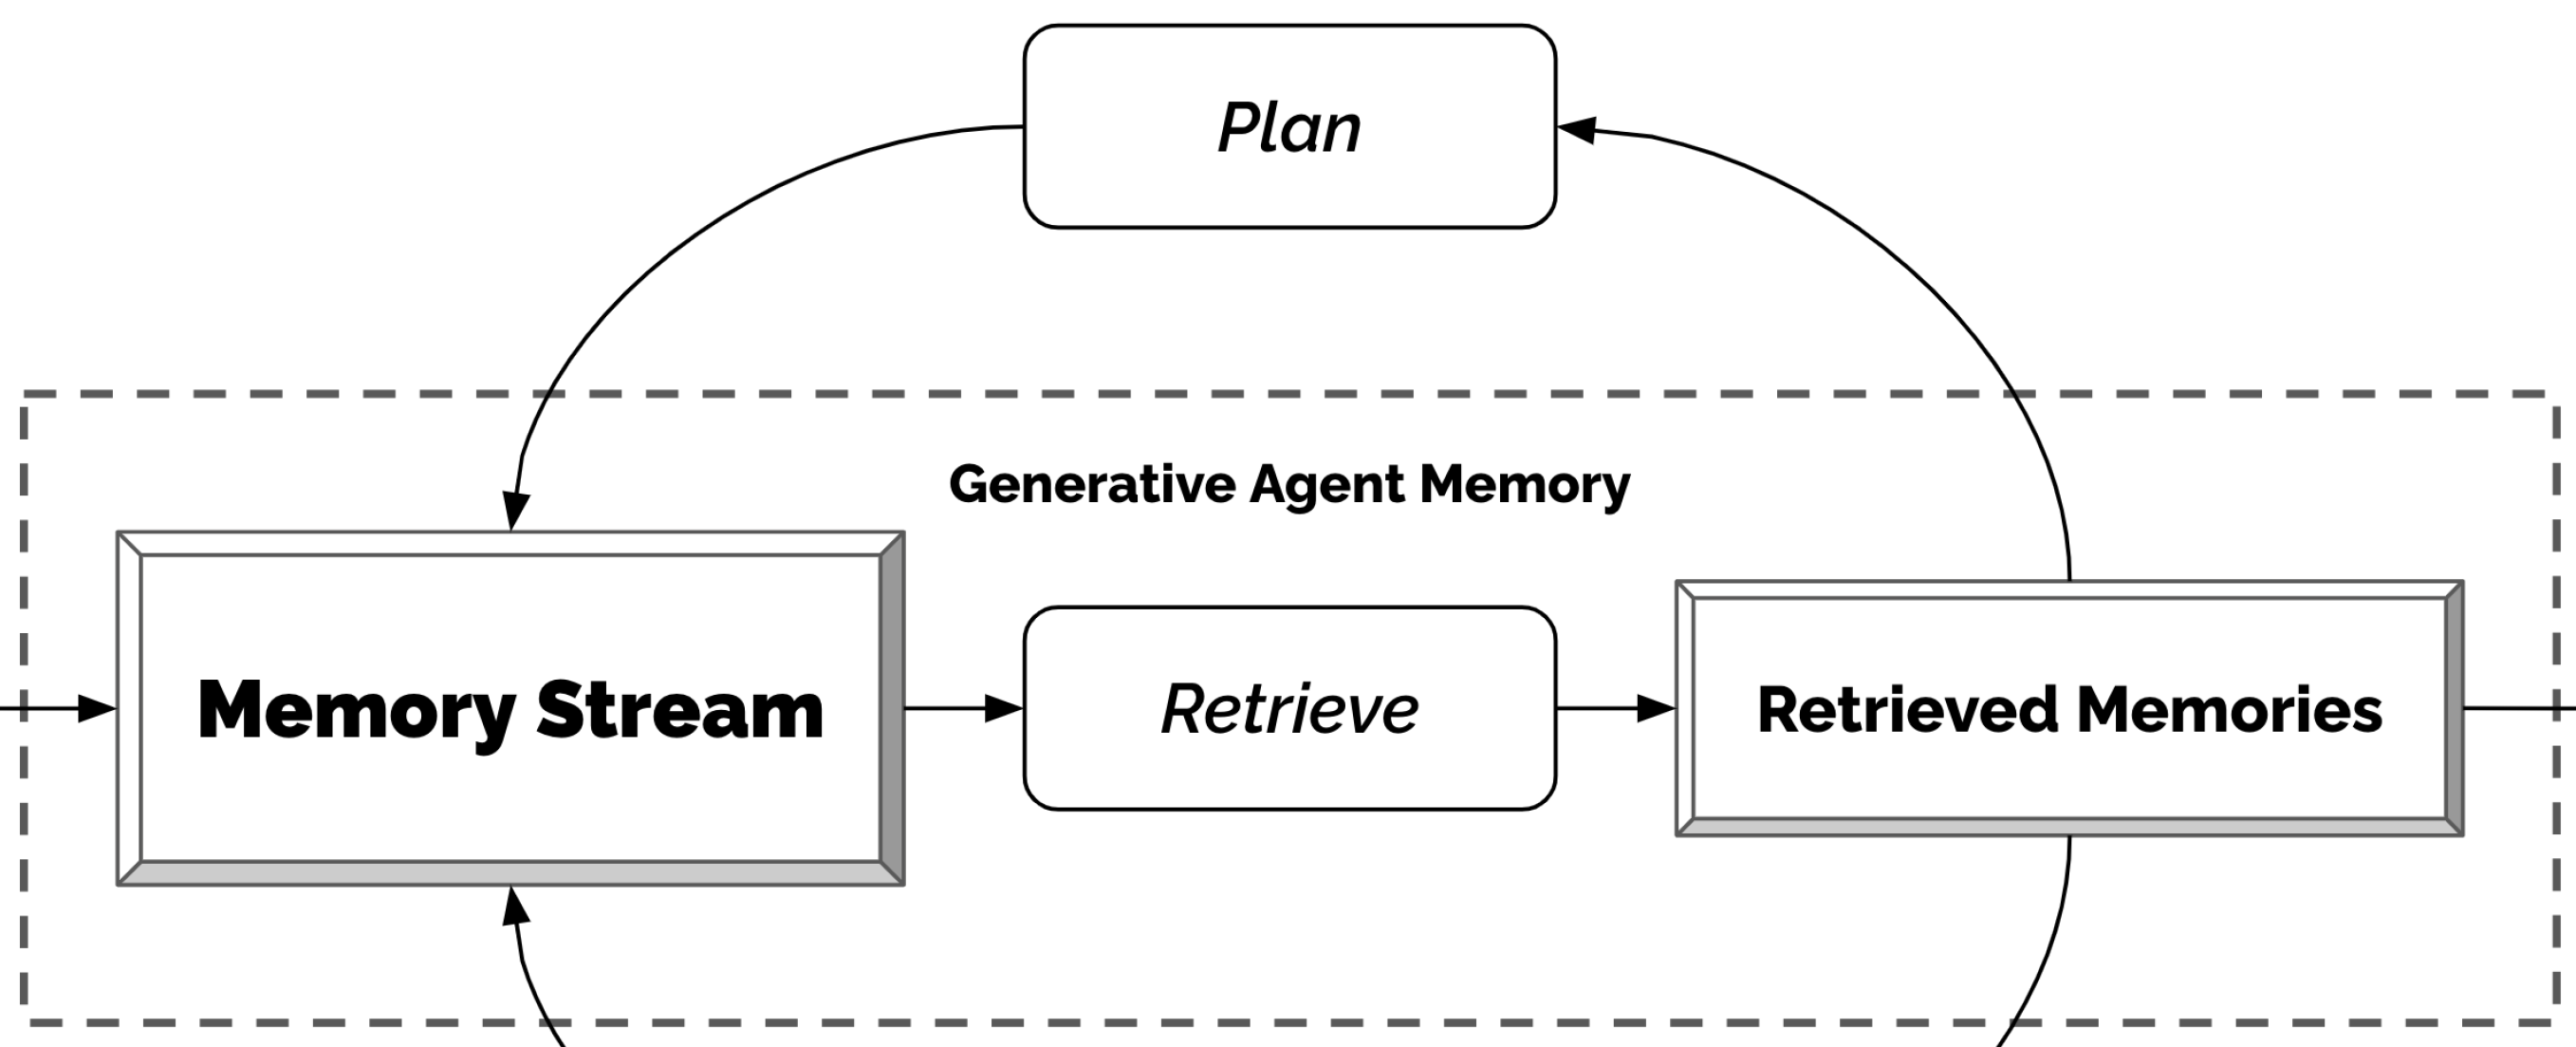 Plan
Generative Agent Memory
Memory Stream
Retrieve
Retrieved Memories